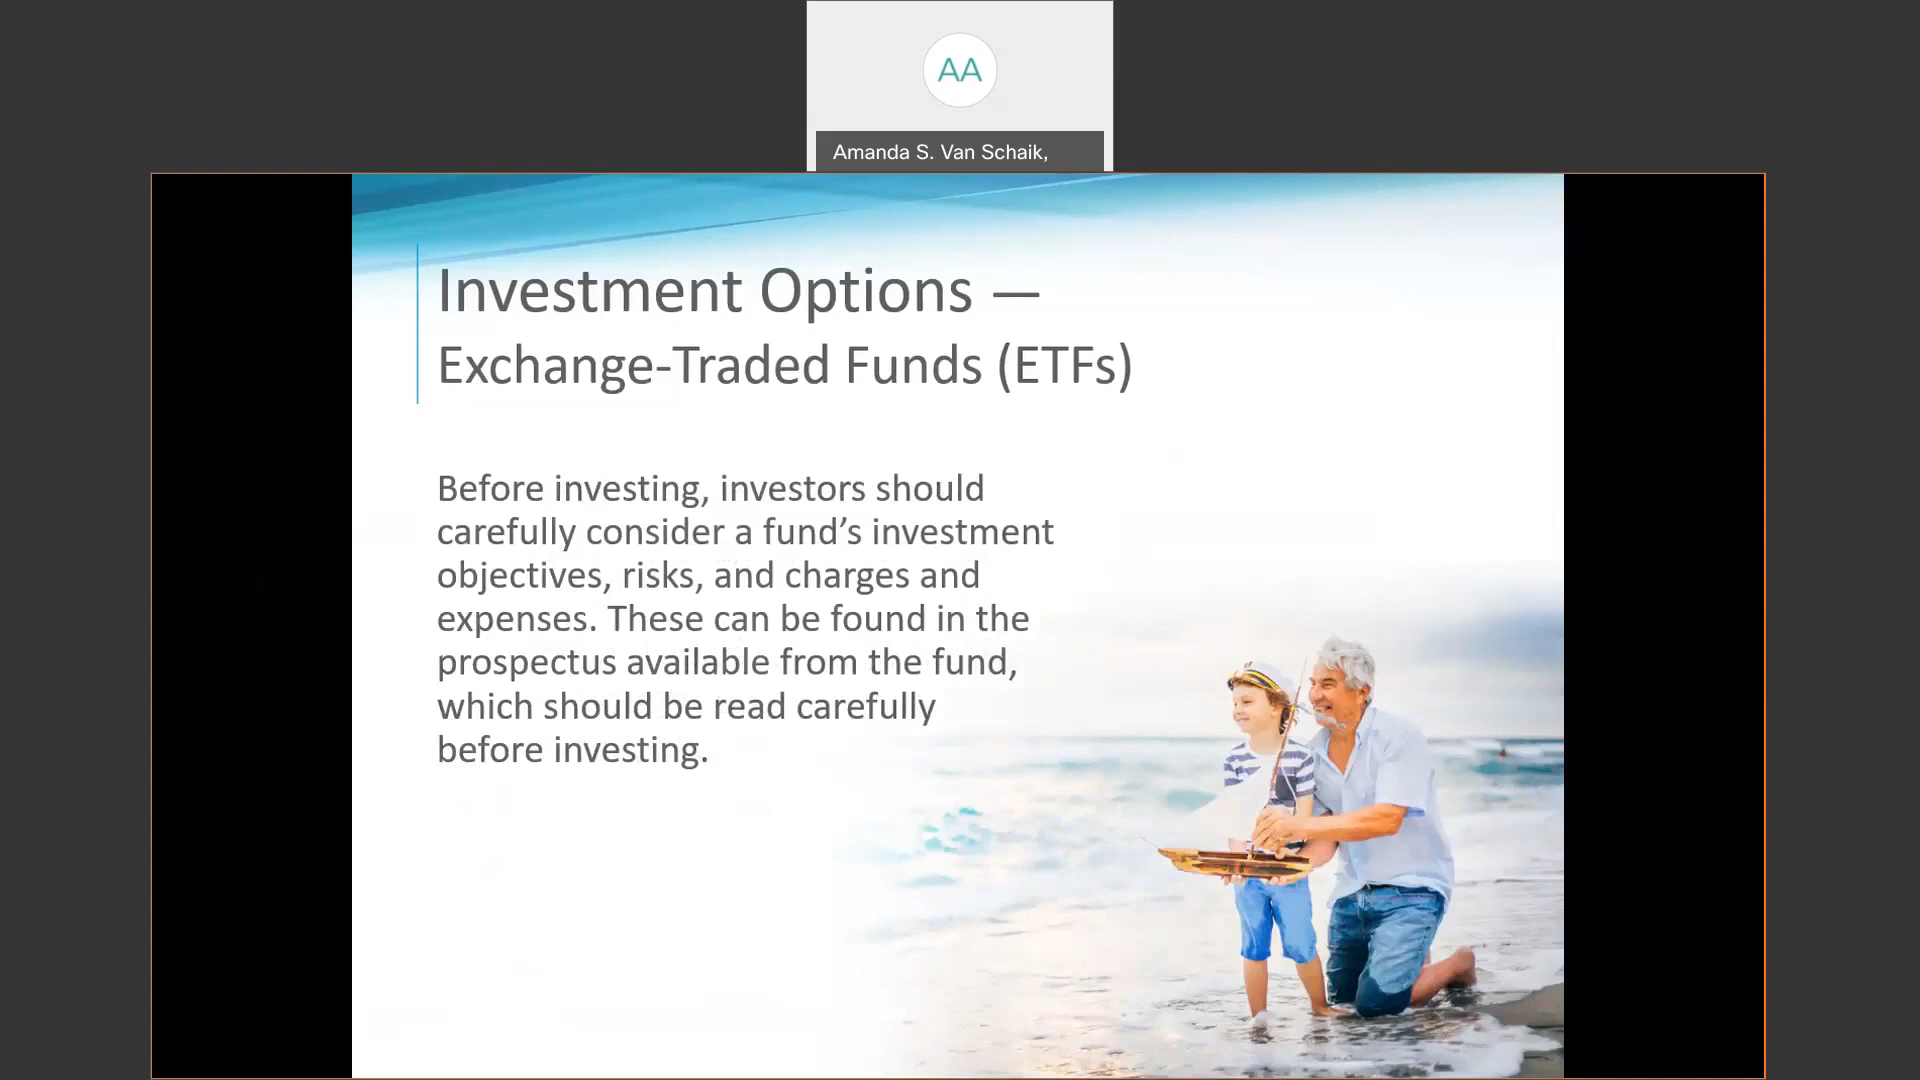 AA
Amanda S. Van Schaik,
Investment Options —
Exchange-Traded Funds (ETFs)
Before investing, investors should
carefully consider a fund’s investment
objectives, risks, and charges and
expenses. These can be found in the
prospectus available from the fund,
which should be read carefully
before investing.